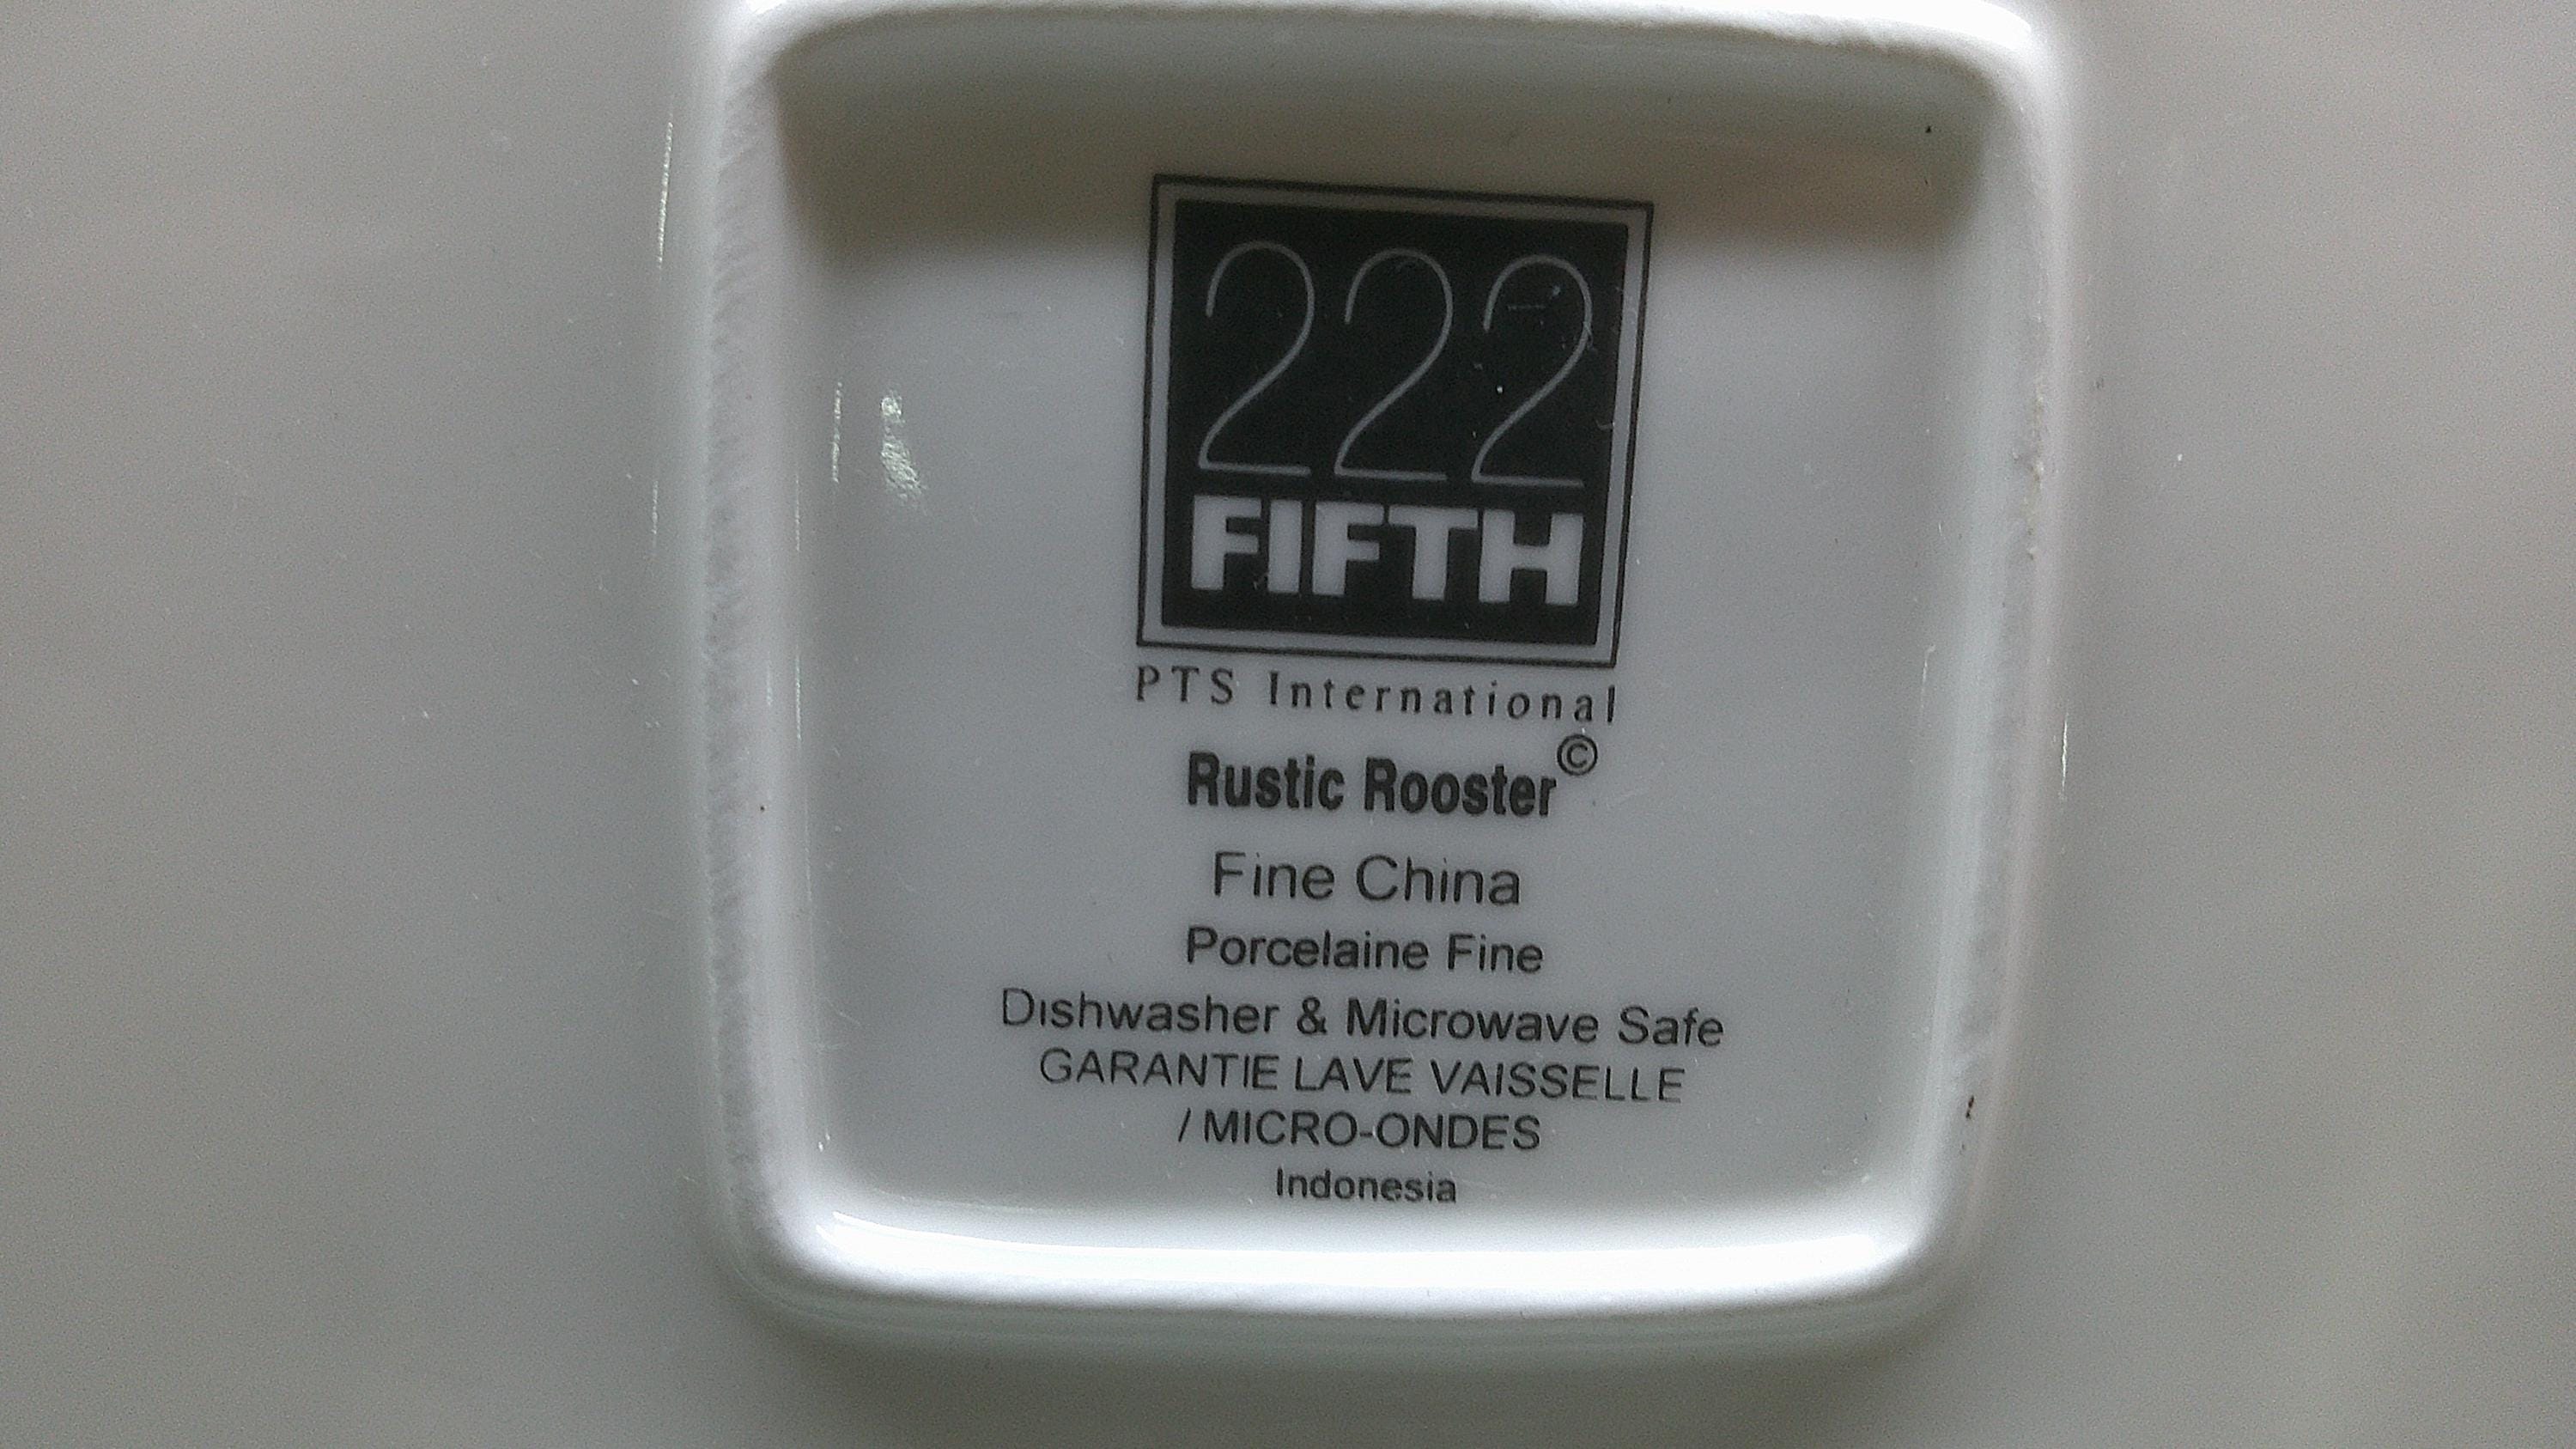 222
FIFTH
PTS International
Rustic Rooster©
Fine China
Porcelaine Fine
Dishwasher & Microwave Safe
GARANTIE LAVE VAISSELLE
/ MICRO-ONDES
Indonesia